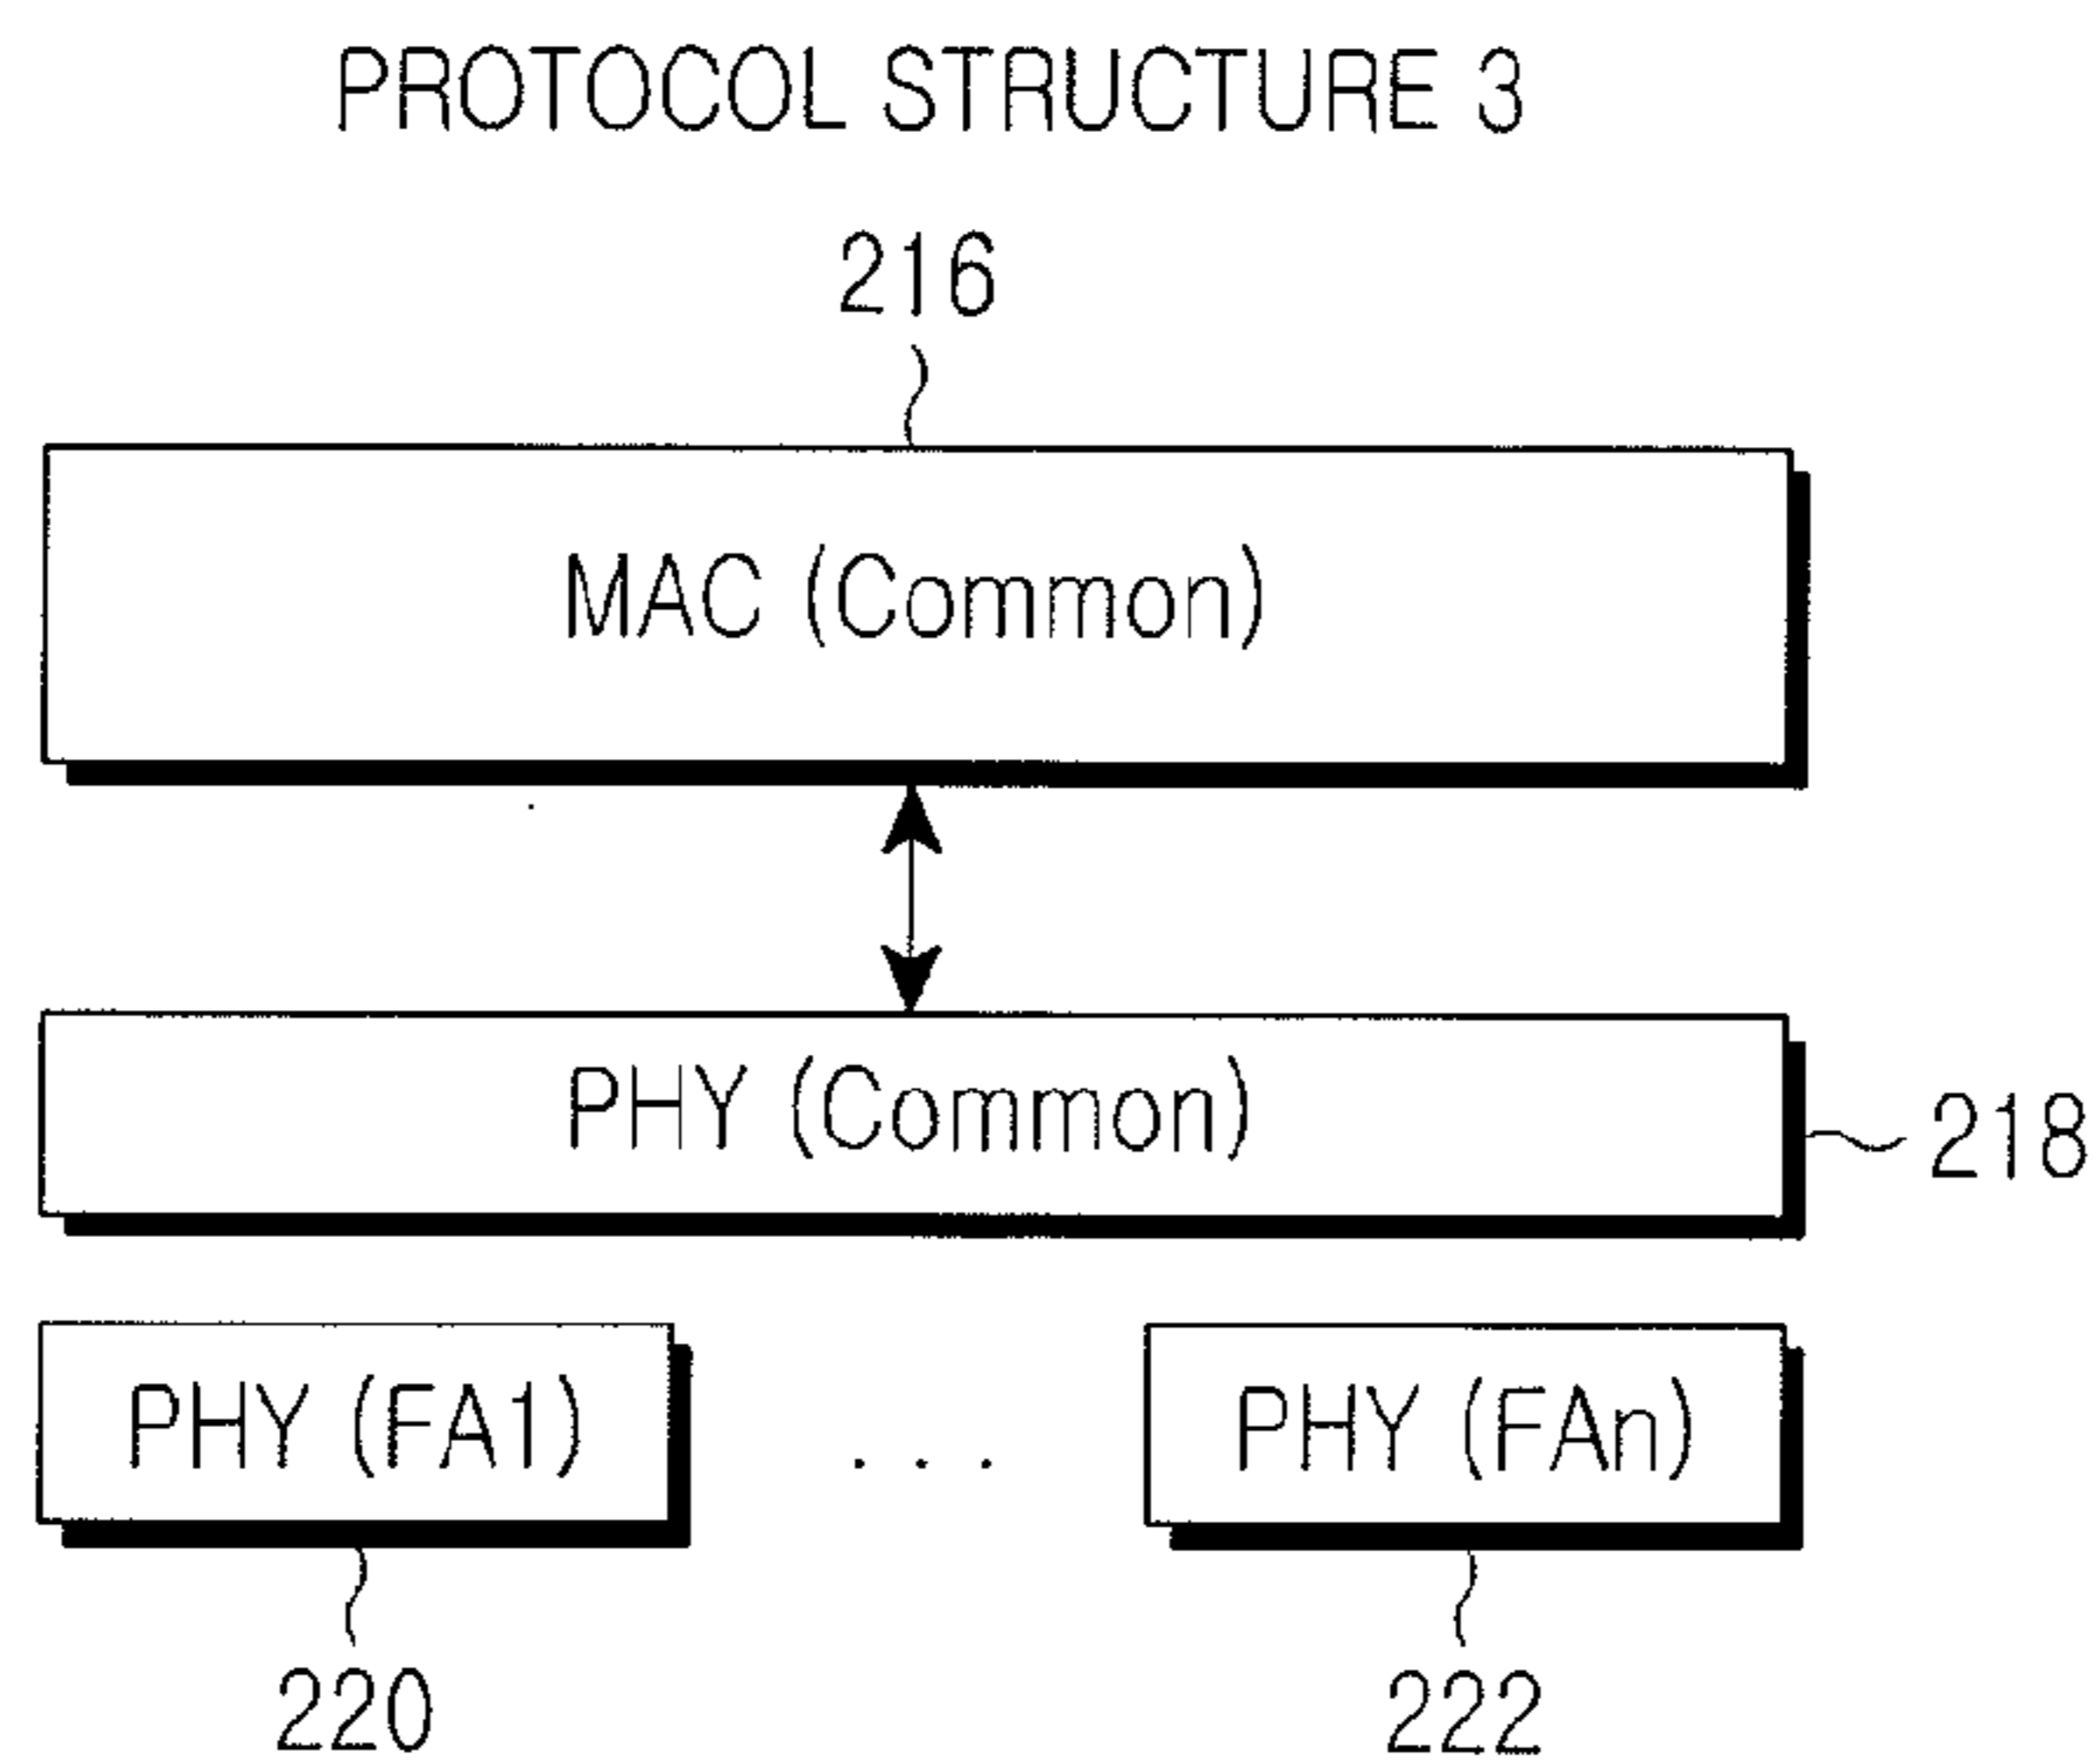 PROTOCOL STRUCTURE 3
216
MAC (Common)
PHY (Common)
218
PHY (FA1)
. . .
PHY (FAn)
220
222